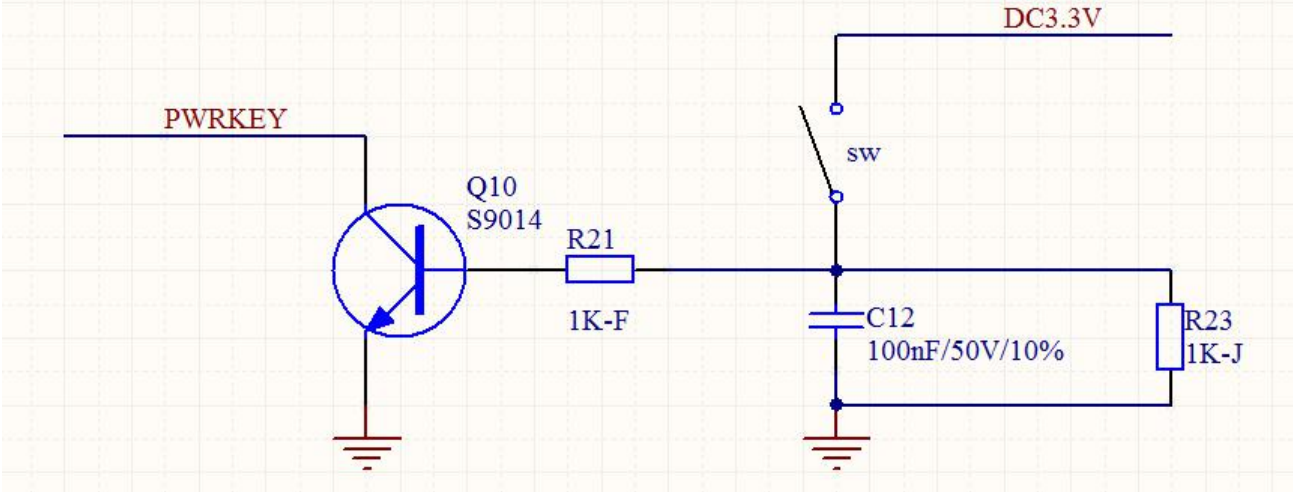 DC3.3V
PWRKEY
sw
Q10
S9014
R21
1K-F
C12
100nF/50V/10%
R23
1K-J